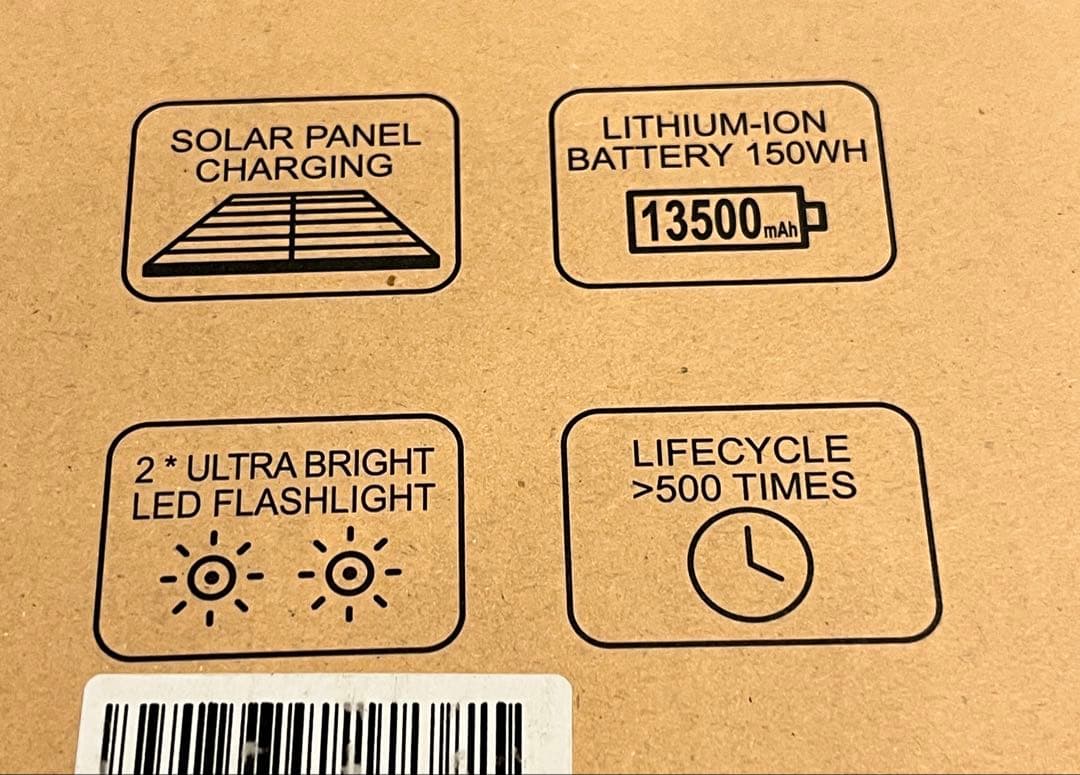 SOLAR PANEL
CHARGING
LITHIUM-ION
BATTERY 150WH
13500mAh
2 * ULTRA BRIGHT
LED FLASHLIGHT
LIFECYCLE
>500 TIMES